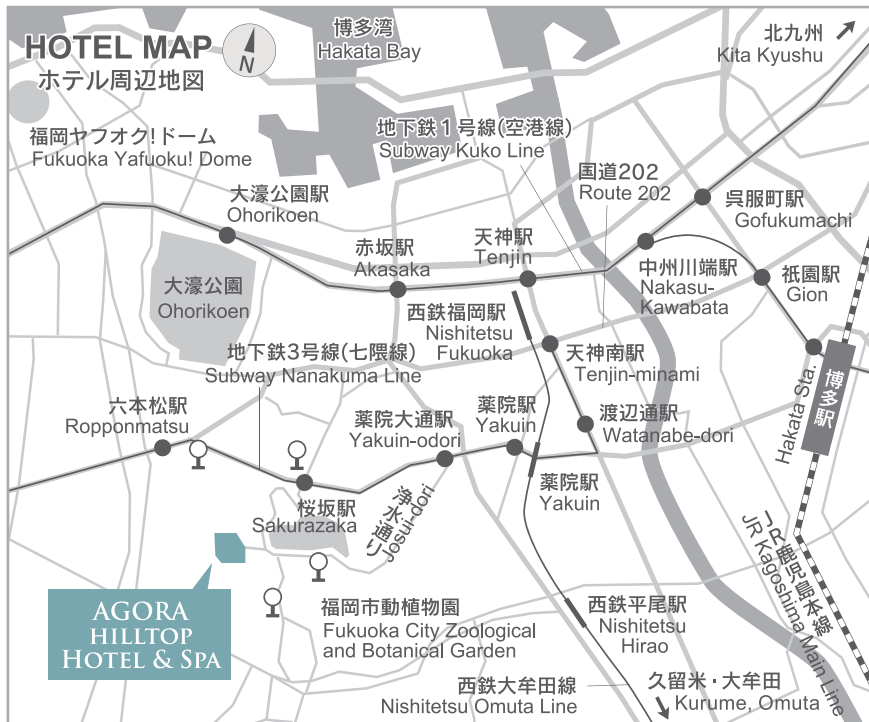 HOTEL MAP
ホテル周辺地図
N
博多湾
Hakata Bay
北九州
Kita Kyushu
福岡ヤフオク!ドーム
Fukuoka Yafuoku! Dome
地下鉄1号線(空港線)
Subway Kuko Line
国道202
Route 202
大濠公園駅
Ohorikoen
赤坂駅
Akasaka
天神駅
Tenjin
呉服町駅
Gofukumachi
中州川端駅
Nakasu-
Kawabata
祇園駅
Gion
大濠公園
Ohorikoen
西鉄福岡駅
Nishitetsu
Fukuoka
天神南駅
Tenjin-minami
地下鉄3号線(七隈線)
Subway Nanakuma Line
博多駅
Hakata Sta.
六本松駅
Ropponmatsu
薬院大通駅
Yakuin-odori
薬院駅
Yakuin
渡辺通駅
Watanabe-dori
薬院駅
Yakuin
桜坂駅
Sakurazaka
浄水通り
Josui-dori
JR鹿児島本線
JR Kagoshima Main Line
AGORA
HILLTOP
HOTEL & SPA
福岡市動植物園
Fukuoka City Zoological
and Botanical Garden
西鉄平尾駅
Nishitetsu
Hirao
西鉄大牟田線
Nishitetsu Omuta Line
久留米・大牟田
Kurume, Omuta